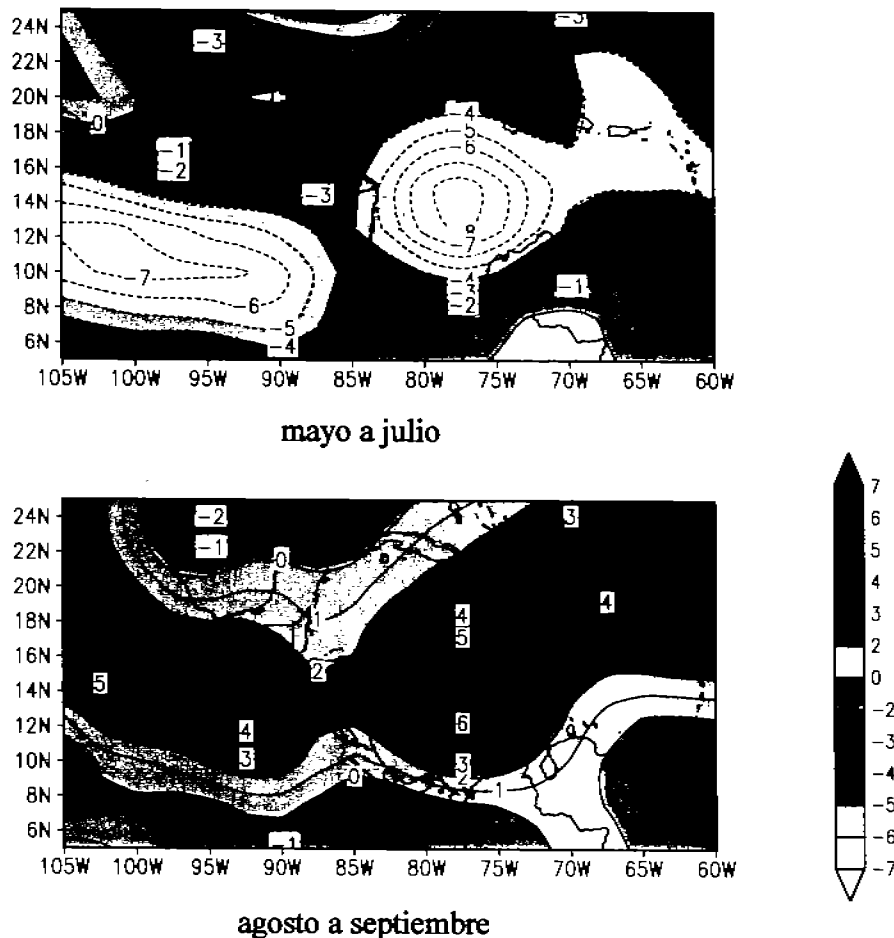 24N
22N
20N
18N
16N
14N
12N
10N
8N
6N
-3 -3
0
-1
-2
-3
-4
-5
-6
8
-7
-7
-6
-5
-4
-4
-3
-2
-1
105W 100W 95W 90W 85W 80W 75W 70W 65W 60W
mayo a julio
24N
22N
20N
18N
16N
14N
12N
10N
8N
6N
-2 3
-1 0
1 4 4
5
2
5
4 6
3 3
0 2 1
-1
105W 100W 95W 90W 85W 80W 75W 70W 65W 60W
agosto a septiembre
7
6
5
4
3
2
0
-2
-3
-4
-5
-6
-7